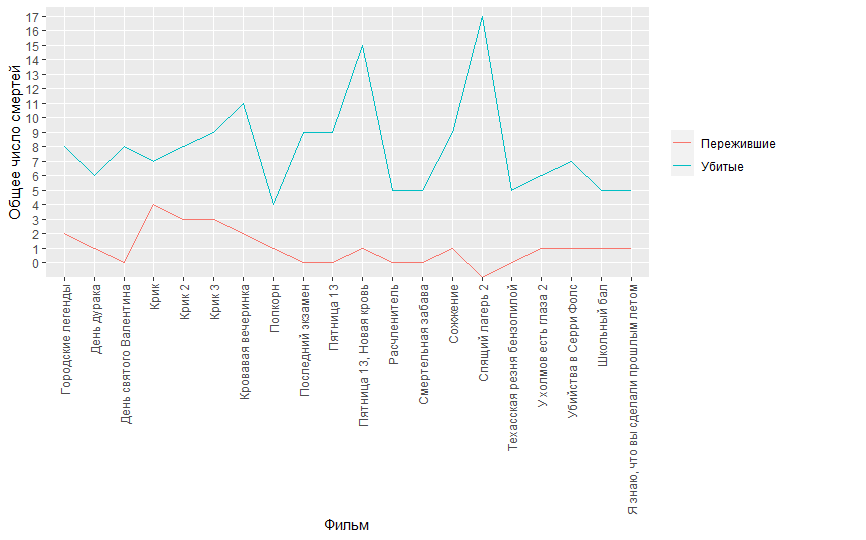 Общее число смертей
17
16
15
14
13
12
11
10
9
8
7
6
5
4
3
2
1
0
Городские легенды
День дурака
День святого Валентина
Крик
Крик 2
Крик 3
Кровавая вечеринка
Попкорн
Последний экзамен
Пятница 13
Пятница 13, Новая кровь
Расчленитель
Смертельная забава
Сожжение
Спящий лагерь 2
Техасская резня бензопилой
У холмов есть глаза 2
Убийства в Серри Фолс
Школьный бал
Я знаю, что вы сделали прошлым летом
Фильм
Пережившие
Убитые